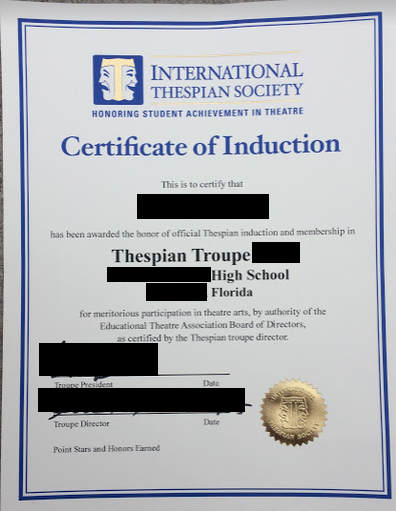 INTERNATIONAL
THESPIAN SOCIETY
HONORING STUDENT ACHIEVEMENT IN THEATRE
Certificate of Induction
This is to certify that
has been awarded the honor of official Thespian induction and membership in
Thespian Troupe
High School
Florida
for meritorious participation in theatre arts, by authority of the
Educational Theatre Association Board of Directors,
as certified by the Thespian troupe director.
Troupe President Date
Troupe Director Date
Point Stars and Honors Earned